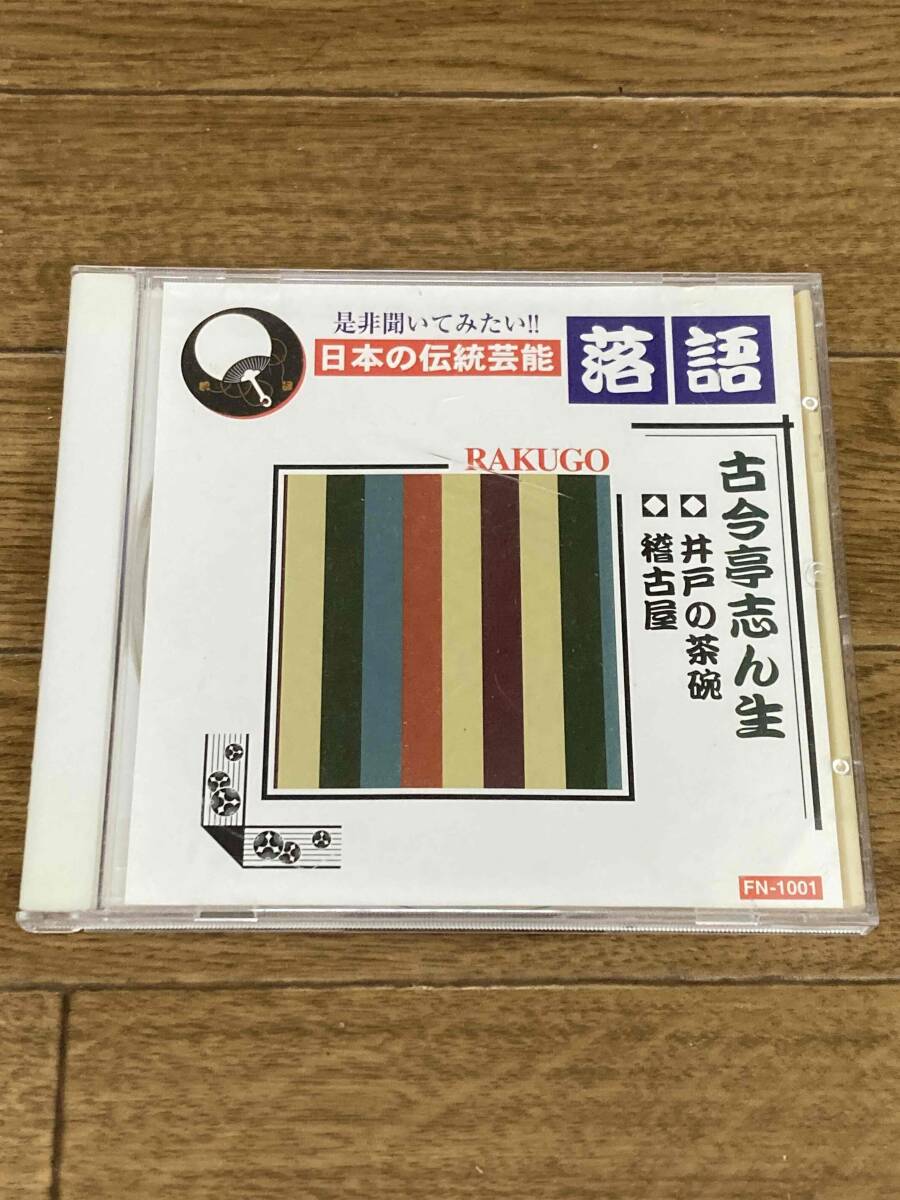 是非聞いてみたい!!
日本の伝統芸能
落語
RAKUGO
古今亭志ん生
◇井戸の茶碗
◇稽古屋
FN-1001